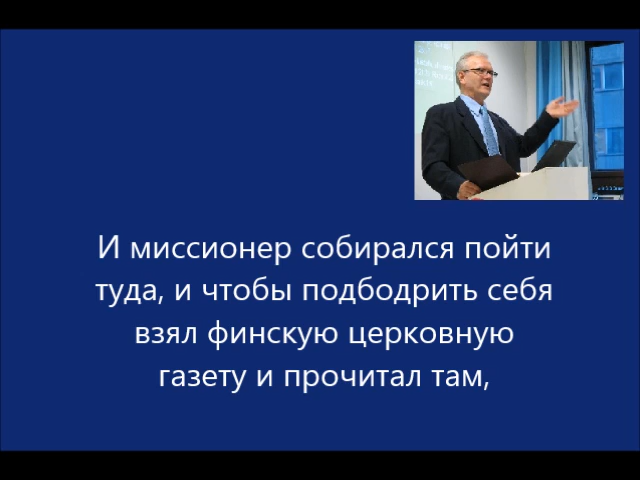 И миссионер собирался пойти
туда, и чтобы подбодрить себя
взял финскую церковную
газету и прочитал там,